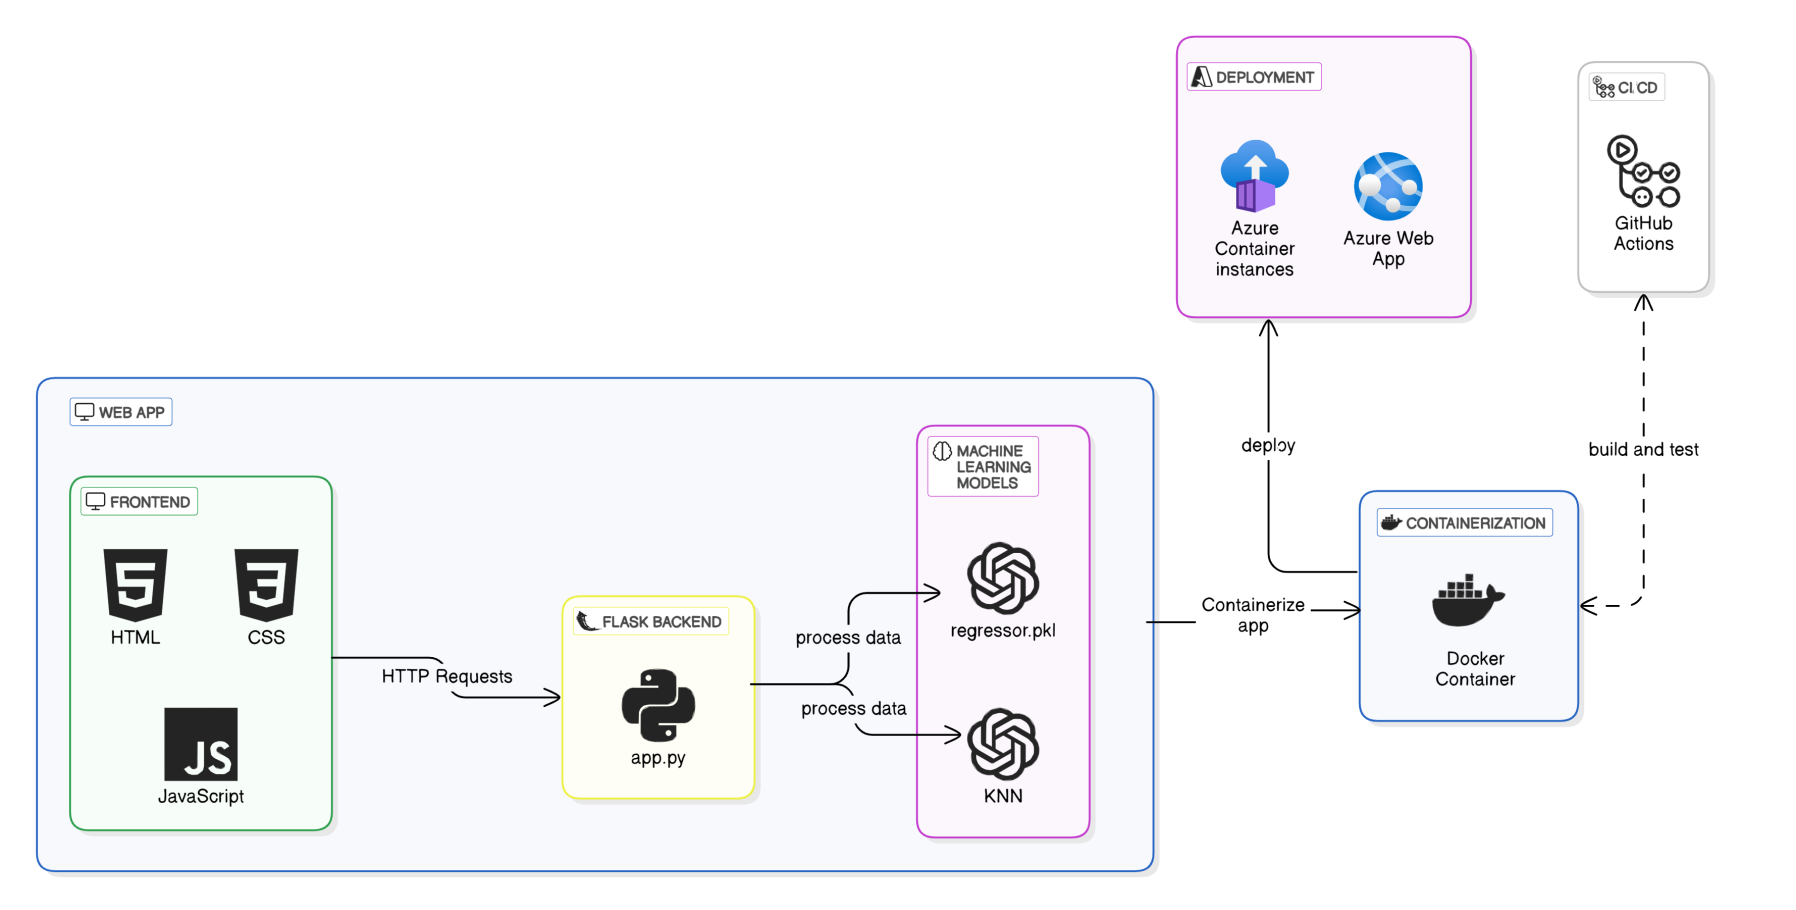 DEPLOYMENT
Azure
Container
instances
Azure Web
App
CI/CD
GitHub
Actions
deploy
build and test
WEB APP
FRONTEND
HTML
CSS
JS
JavaScript
HTTP Requests
FLASK BACKEND
app.py
process data
process data
MACHINE
LEARNING
MODELS
regressor.pkl
KNN
Containerize
app
CONTAINERIZATION
Docker
Container